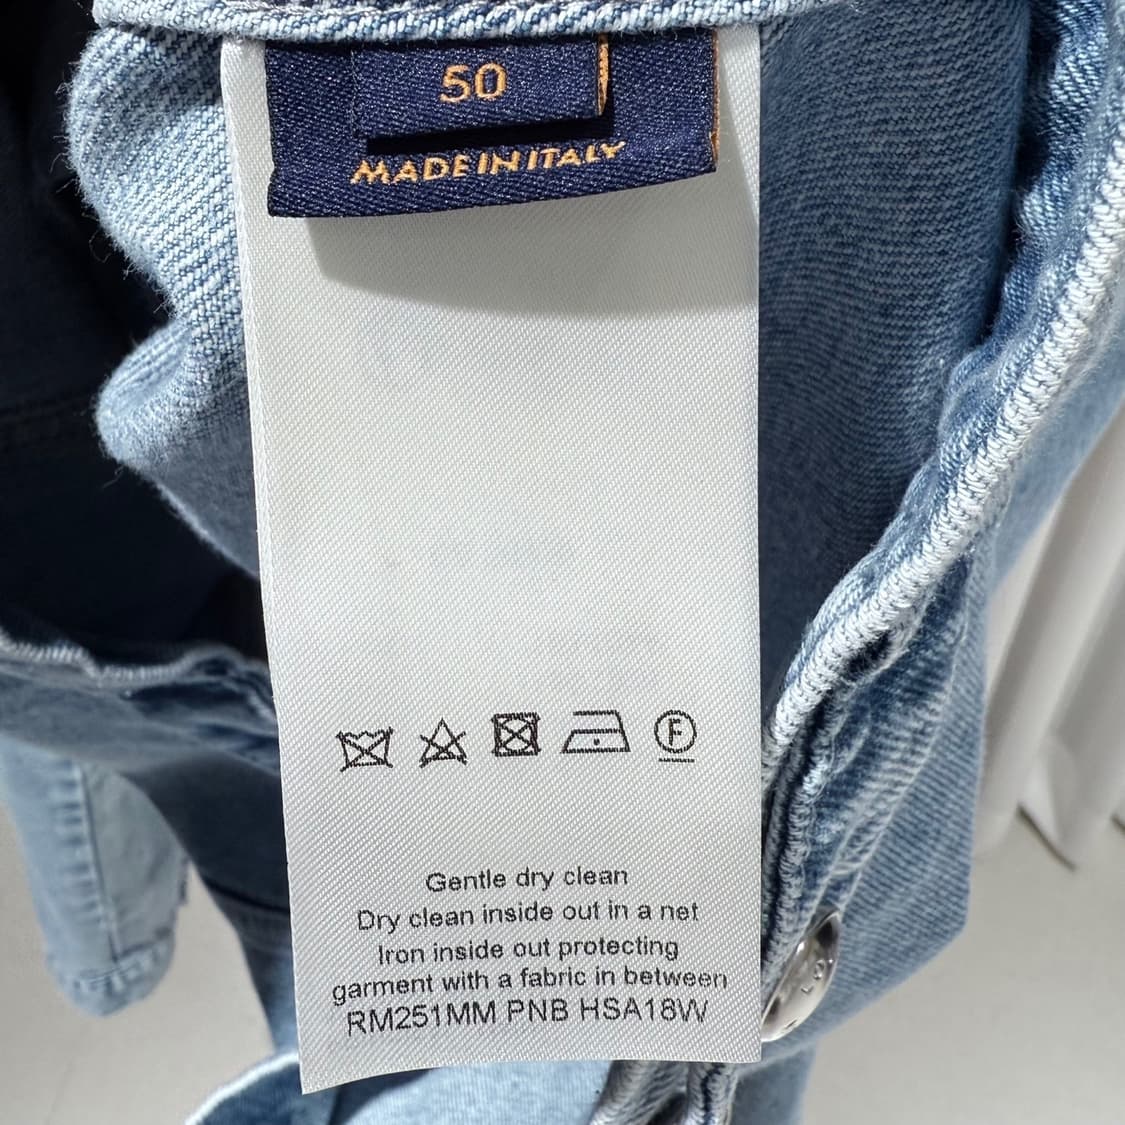 50
MADE IN ITALY
F
Gentle dry clean
Dry clean inside out in a net
Iron inside out protecting
garment with a fabric in between
RM251MM PNB HSA18W
LO